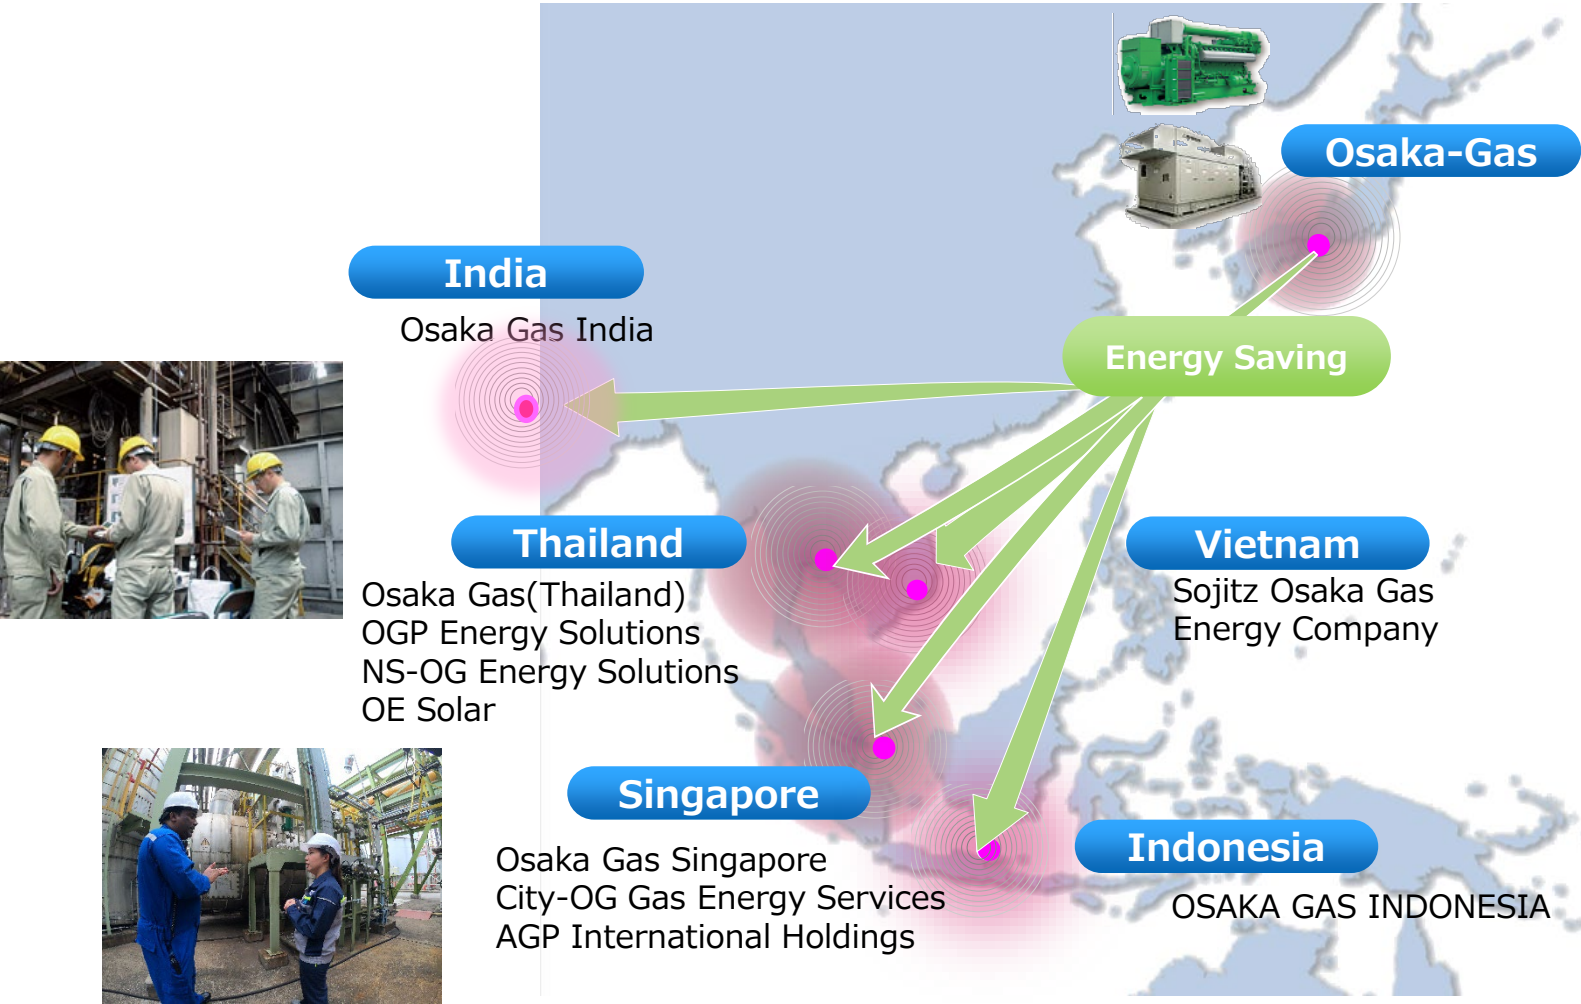 Osaka-Gas
India
Osaka Gas India
Energy Saving
Thailand
Osaka Gas(Thailand)
OGP Energy Solutions
NS-OG Energy Solutions
OE Solar
Vietnam
Sojitz Osaka Gas
Energy Company
Singapore
Osaka Gas Singapore
City-OG Gas Energy Services
AGP International Holdings
Indonesia
OSAKA GAS INDONESIA